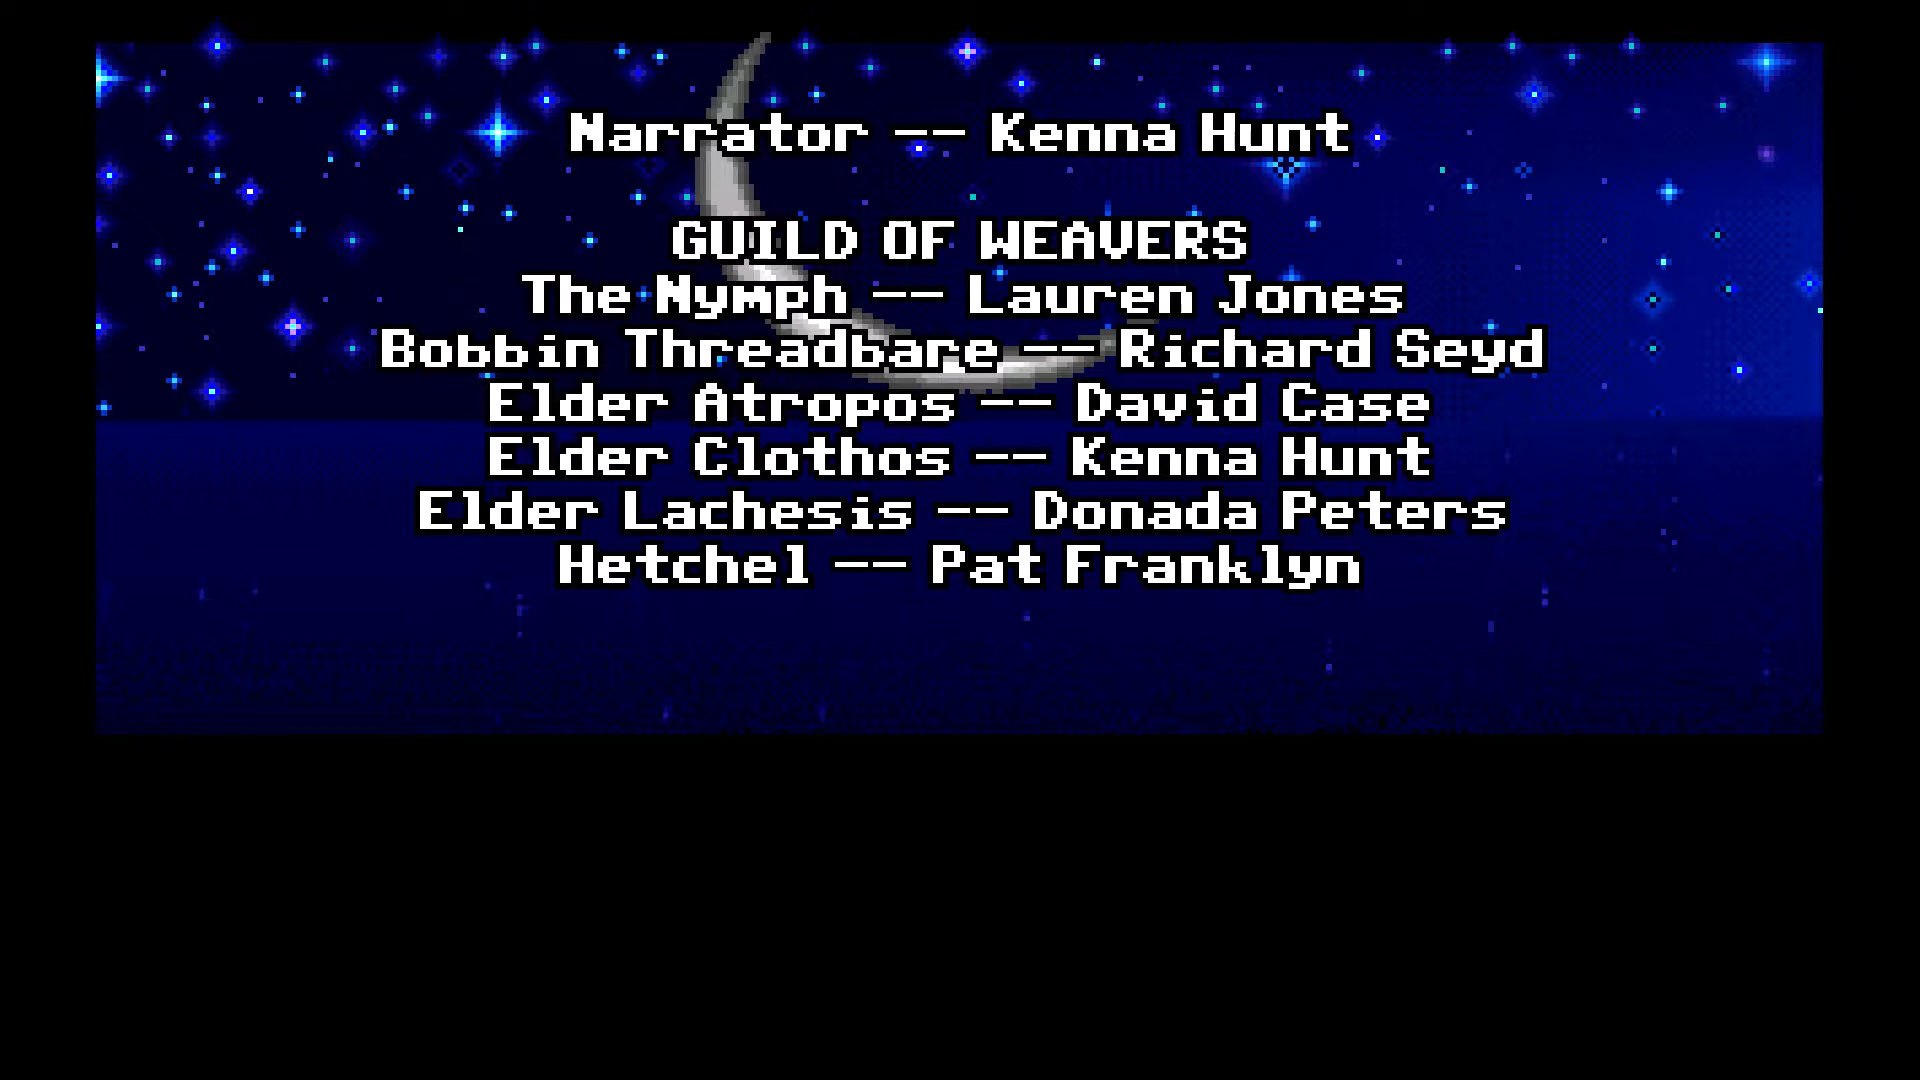 Narrator -- Kenna Hunt
GUILD OF WEAVERS
The Nymph -- Lauren Jones
Bobbin Threadbare -- Richard Seyd
Elder Atropos -- David Case
Elder Clothos -- Kenna Hunt
Elder Lachesis -- Donada Peters
Hetchel -- Pat Franklyn